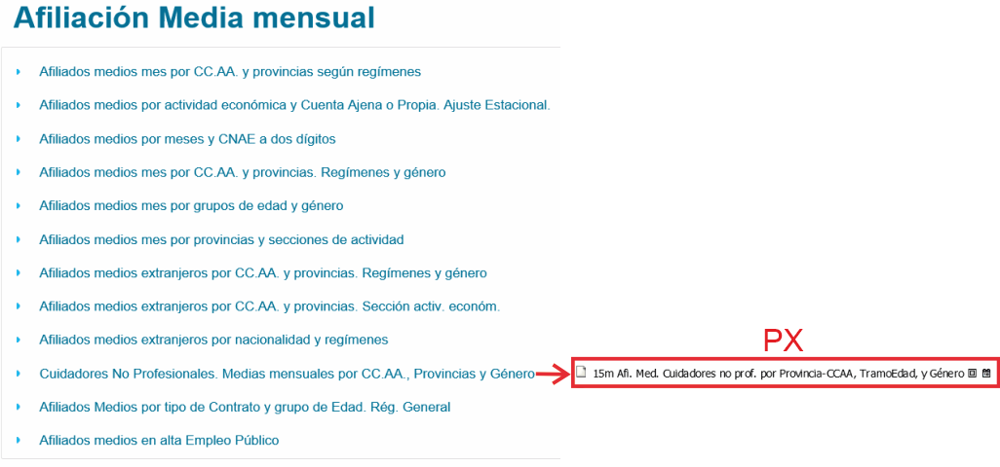 Afiliación Media mensual
Afiliados medios mes por CC.AA. y provincias según regímenes
Afiliados medios por actividad económica y Cuenta Ajena o Propia. Ajuste Estacional.
Afiliados medios por meses y CNAE a dos dígitos
Afiliados medios mes por CC.AA. y provincias. Regímenes y género
Afiliados medios mes por grupos de edad y género
Afiliados medios mes por provincias y secciones de actividad
Afiliados medios extranjeros por CC.AA. y provincias. Regímenes y género
Afiliados medios extranjeros por CC.AA. y provincias. Sección activ. económ.
Afiliados medios extranjeros por nacionalidad y regímenes
PX
Cuidadores No Profesionales. Medias mensuales por CC.AA., Provincias y Género
15m Afi. Med. Cuidadores no prof. por Provincia-CCAA, TramoEdad, y Género
Afiliados Medios por tipo de Contrato y grupo de Edad. Rég. General
Afiliados medios en alta Empleo Público